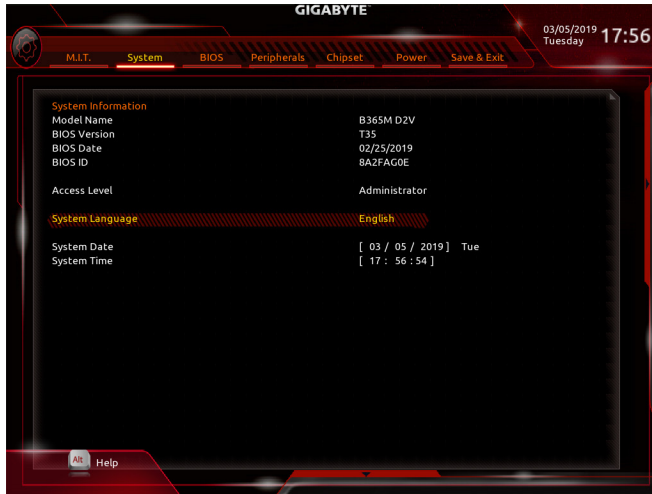 GIGABYTE™
03/05/2019
Tuesday 17:56
M.I.T. System BIOS Peripherals Chipset Power Save & Exit
System Information
Model Name B365M D2V
BIOS Version T35
BIOS Date 02/25/2019
BIOS ID 8A2FAG0E
Access Level Administrator
System Language English
System Date [ 03 / 05 / 2019 ] Tue
System Time [ 17 : 56 : 54 ]
Alt Help